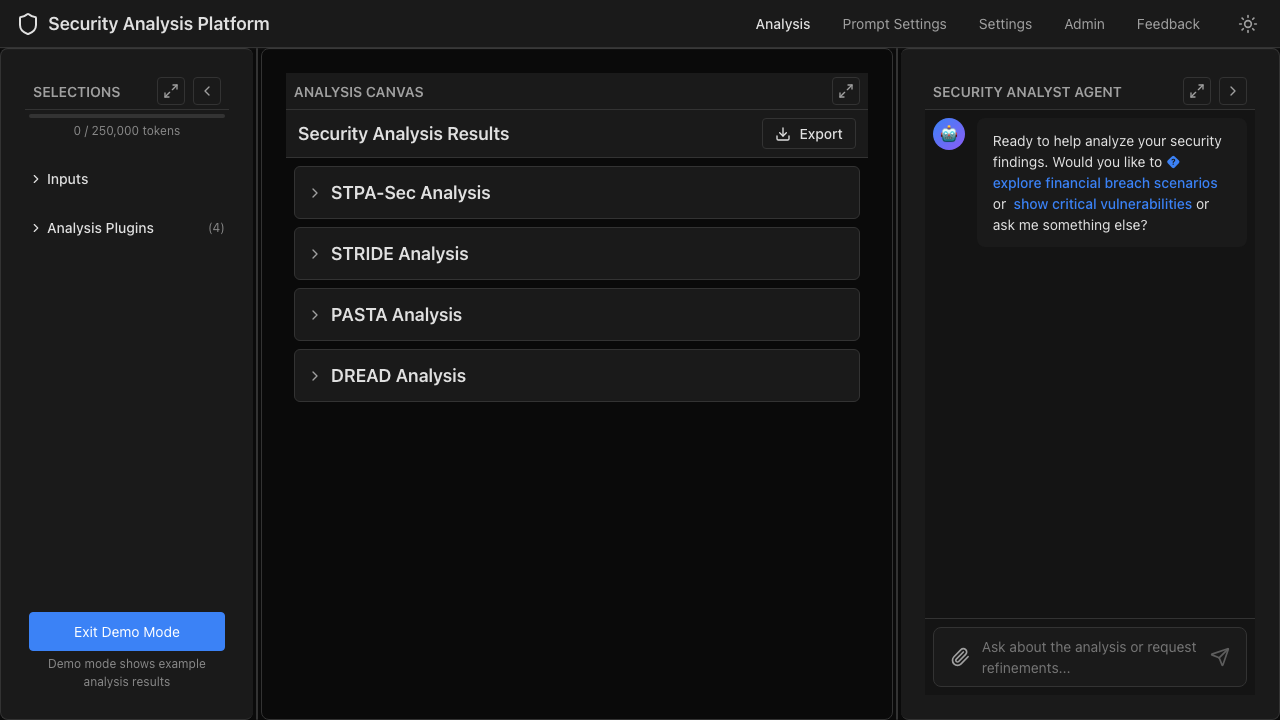 Security Analysis Platform
Analysis
Prompt Settings
Settings
Admin
Feedback
SELECTIONS
0 / 250,000 tokens
Inputs
Analysis Plugins (4)
Exit Demo Mode
Demo mode shows example
analysis results
ANALYSIS CANVAS
Security Analysis Results
Export
STPA-Sec Analysis
STRIDE Analysis
PASTA Analysis
DREAD Analysis
SECURITY ANALYST AGENT
Ready to help analyze your security
findings. Would you like to �
explore financial breach scenarios
or show critical vulnerabilities or
ask me something else?
Ask about the analysis or request
refinements...